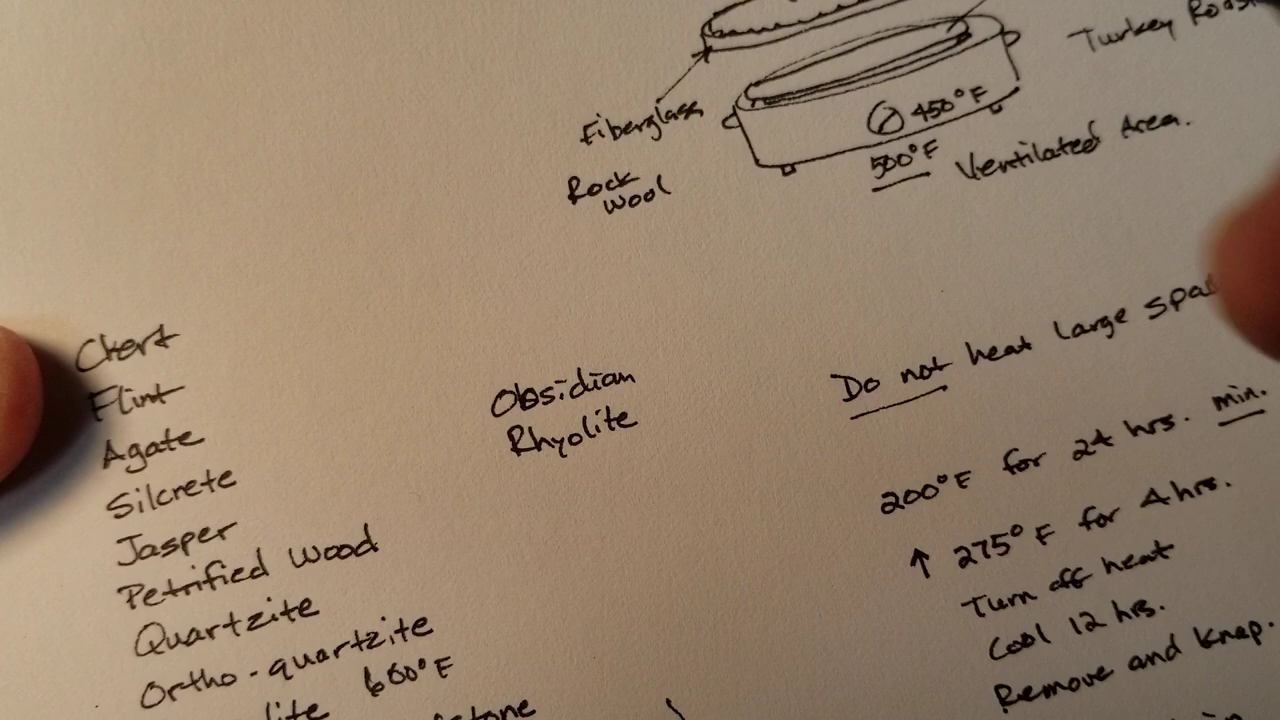 Turkey
Fiberglass
450°F
500°F
Ventilated Area.
Rock
Wool
Chert
Flint
Agate
Silcrete
Jasper
Petrified Wood
Quartzite
Ortho-quartzite
600°F
Obsidian
Rhyolite
Do not heat large
200°F for 24 hrs. min.
↑ 275°F for 4 hrs.
Turn off heat
Cool 12 hrs.
Remove and Knap.